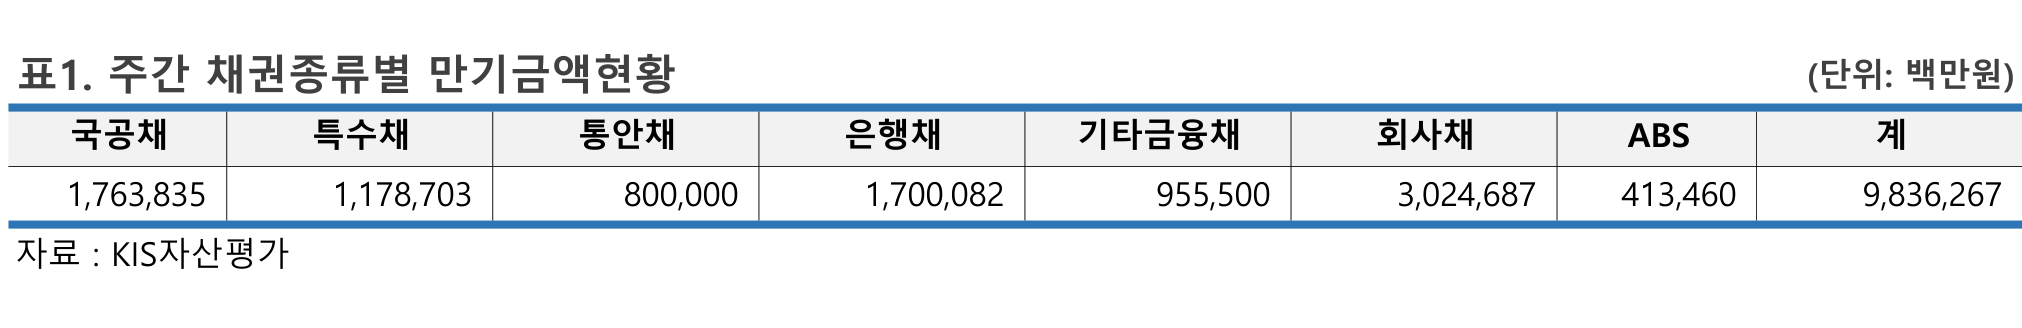 표1. 주간 채권종류별 만기금액현황 (단위: 백만원)
국공채 특수채 통안채 은행채 기타금융채 회사채 ABS 계
1,763,835 1,178,703 800,000 1,700,082 955,500 3,024,687 413,460 9,836,267
자료 : KIS자산평가